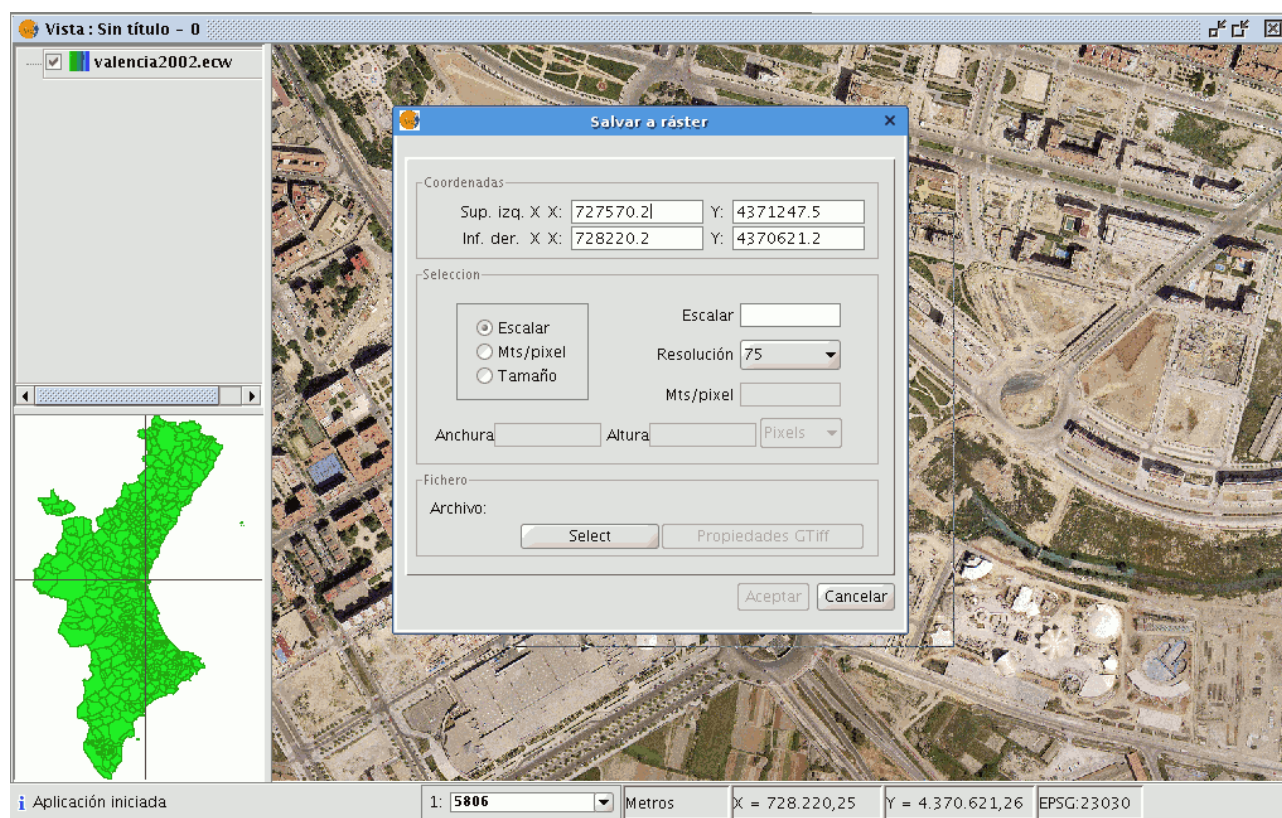 Vista : Sin título - 0
valencia2002.ecw
Salvar a ráster
Coordenadas
Sup. izq. X X: 727570.2 Y: 4371247.5
Inf. der. X X: 728220.2 Y: 4370621.2
Seleccion
Escalar
Mts/pixel
Tamaño
Escalar
Resolución 75
Mts/pixel
Anchura Altura Pixels
Fichero
Archivo:
Select Propiedades GTiff
Aceptar Cancelar
Aplicación iniciada 1: 5806 Metros X = 728.220,25 Y = 4.370.621,26 EPSG:23030